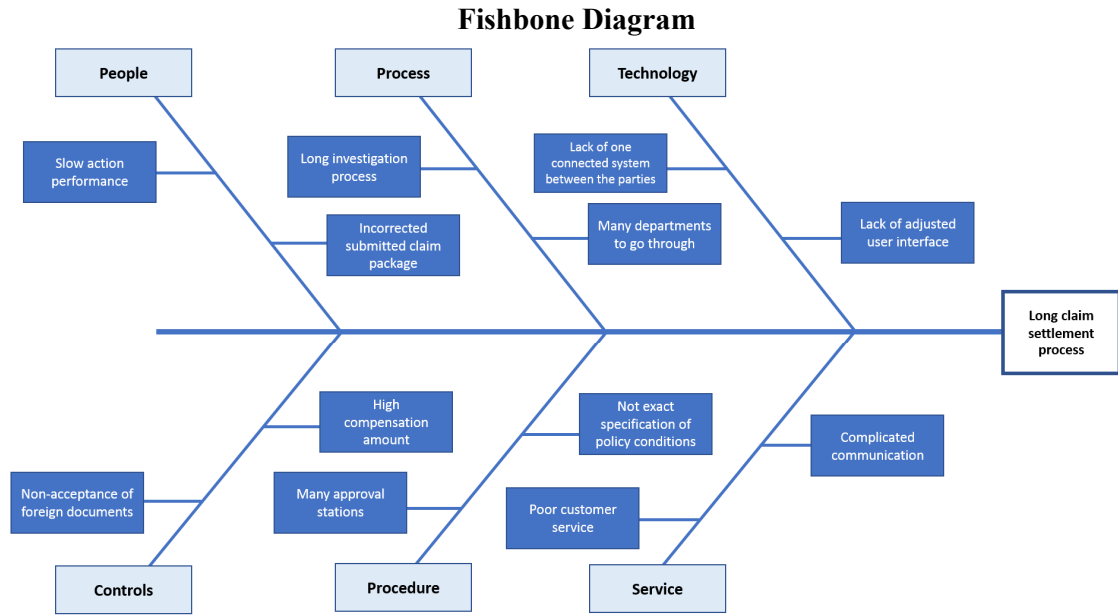 Fishbone Diagram
People
Process
Technology
Slow action
performance
Long investigation
process
Lack of one
connected system
between the parties
Incorrected
submitted claim
package
Many departments
to go through
Lack of adjusted
user interface
Long claim
settlement
process
High
compensation
amount
Not exact
specification of
policy conditions
Complicated
communication
Non-acceptance of
foreign documents
Many approval
stations
Poor customer
service
Controls
Procedure
Service